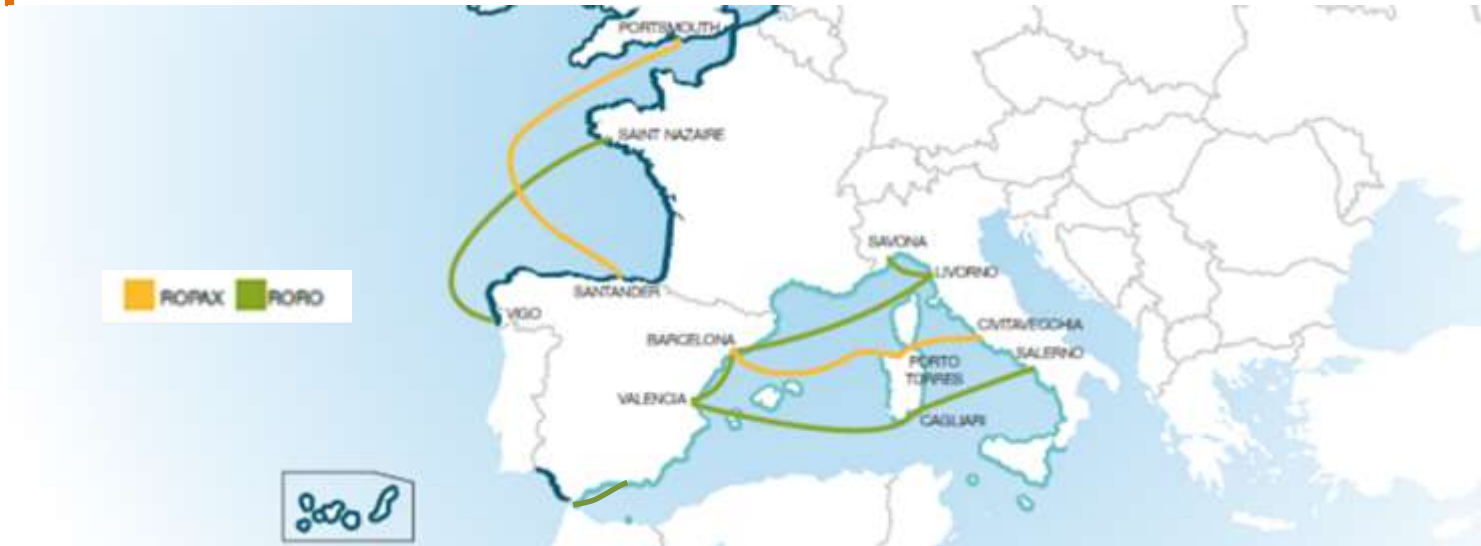 PORTSMOUTH
SAINT NAZAIRE
SAVONA
LIVORNO
ROPAX RORO
SANTANDER
VIGO
CIVITAVECCHIA
BARCELONA
SALERNO
PORTO
TORRES
VALENCIA
CAGLIARI